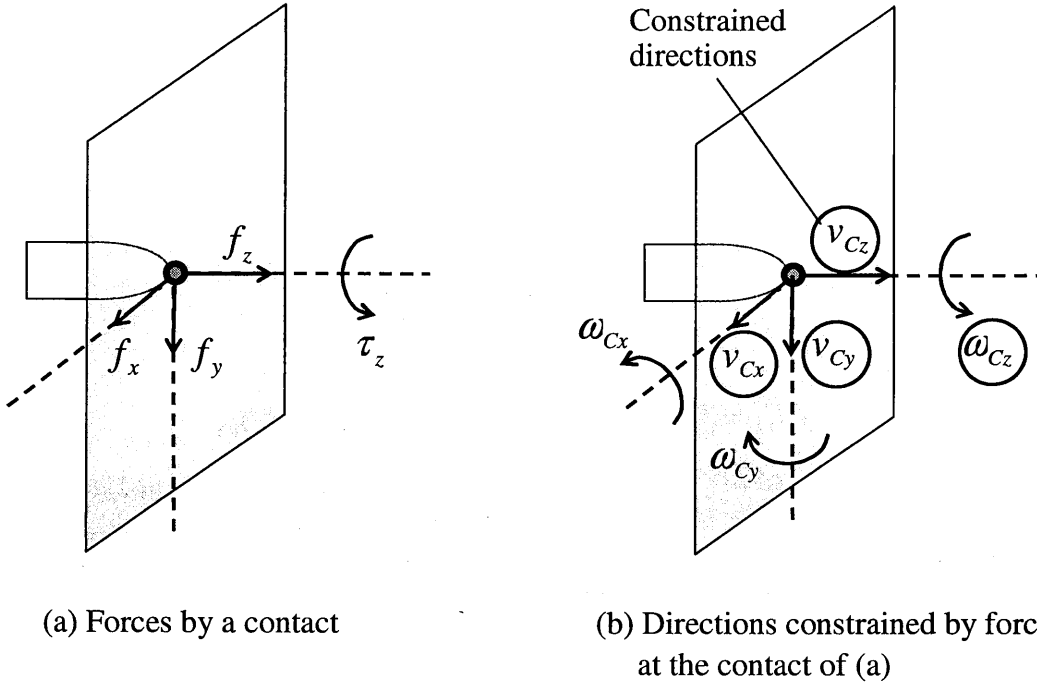 f_z
f_x
f_y
τ_z
(a) Forces by a contact
Constrained
directions
v_Cz
ω_Cx
v_Cx
v_Cy
ω_Cz
ω_Cy
(b) Directions constrained by forc
at the contact of (a)